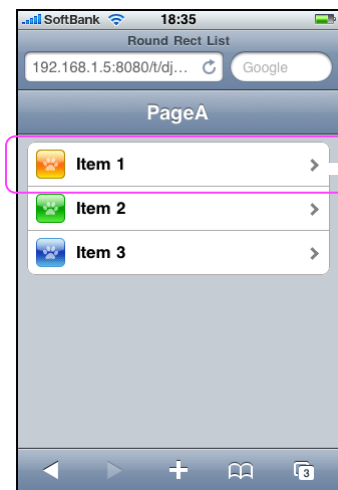 SoftBank 18:35
Round Rect List
192.168.1.5:8080/t/dj... Google
PageA
Item 1
Item 2
Item 3
3